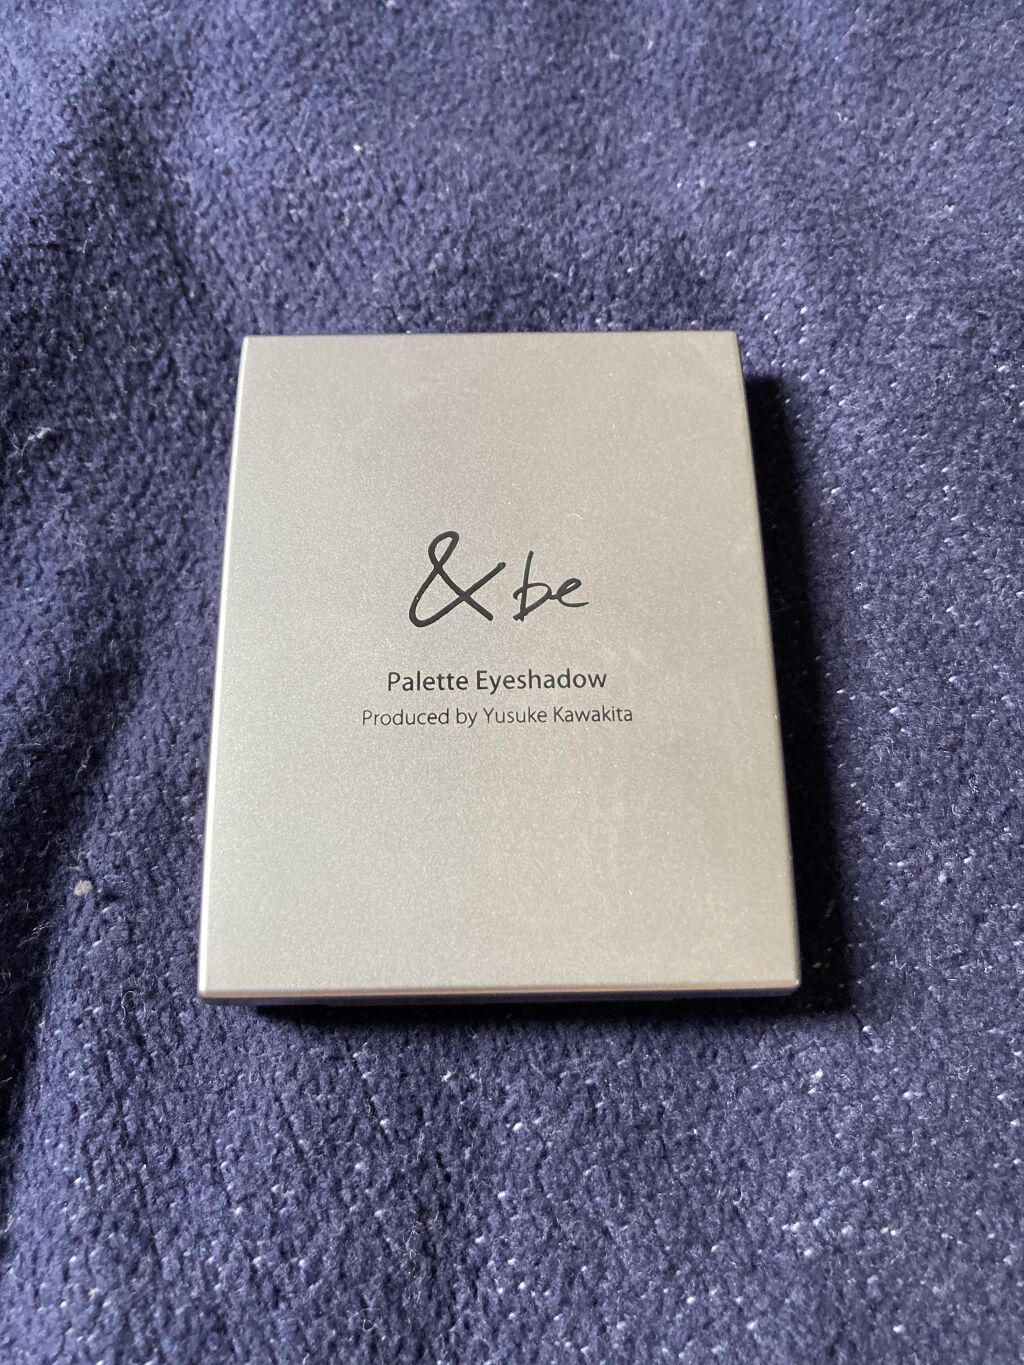 & be
Palette Eyeshadow
Produced by Yusuke Kawakita